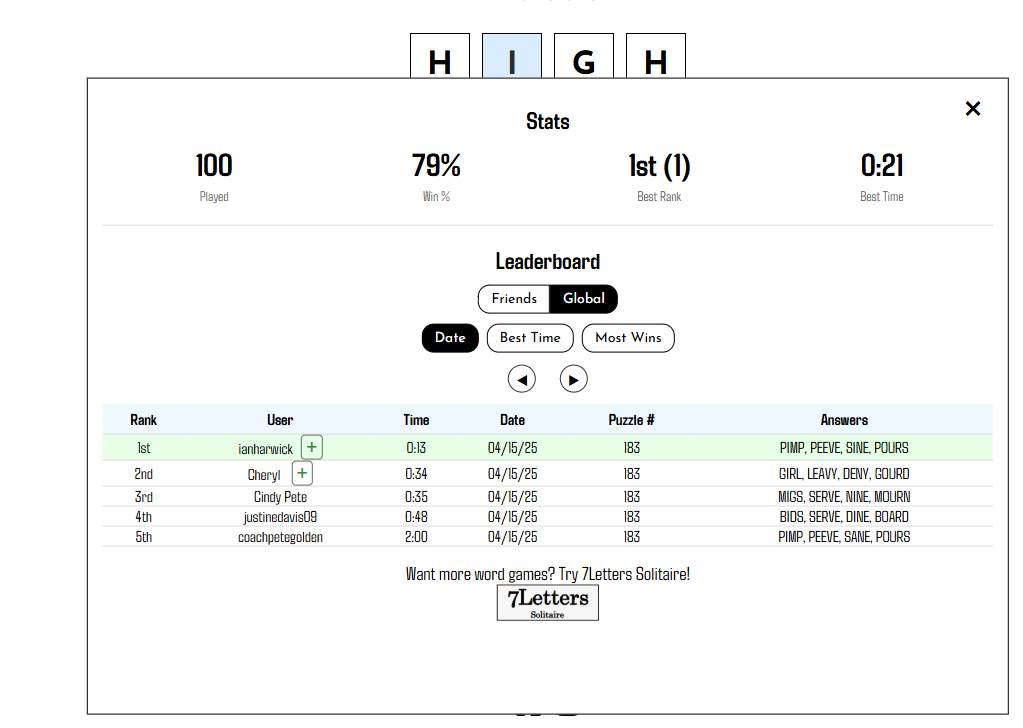 H I G H
Stats
×
100 79% 1st (1) 0:21
Played Win % Best Rank Best Time
Leaderboard
Friends Global
Date Best Time Most Wins
◀ ▶
Rank User Time Date Puzzle # Answers
1st ianharwick + 0:13 04/15/25 183 PIMP, PEEVE, SINE, POURS
2nd Cheryl + 0:34 04/15/25 183 GIRL, LEAVY, DENY, GOURD
3rd Cindy Pete 0:35 04/15/25 183 MIGS, SERVE, NINE, MOURN
4th justinedavis09 0:48 04/15/25 183 BIDS, SERVE, DINE, BOARD
5th coachpetegolden 2:00 04/15/25 183 PIMP, PEEVE, SANE, POURS
Want more word games? Try 7Letters Solitaire!
7Letters
Solitaire